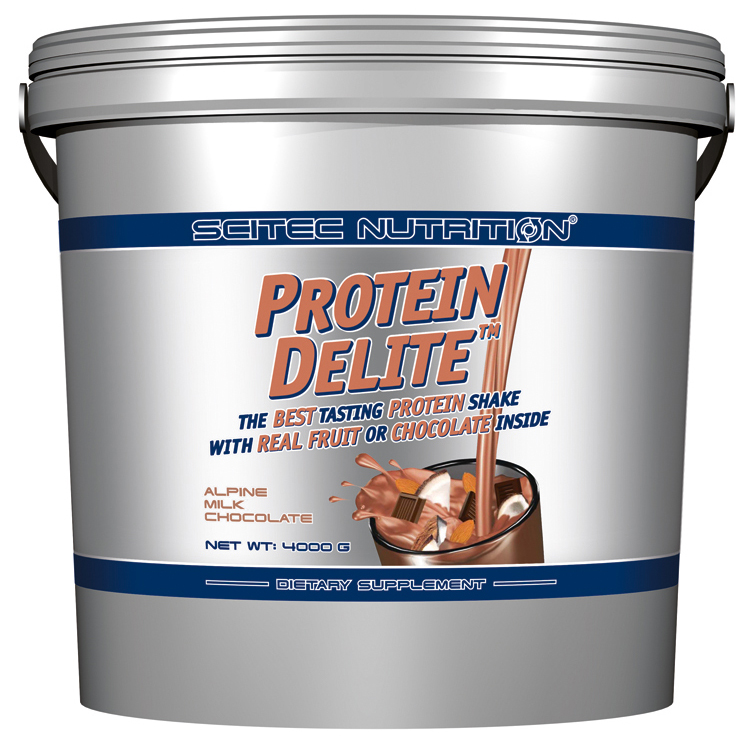 SCITEC NUTRITION®
PROTEIN
DELITE™
THE BEST TASTING PROTEIN SHAKE
WITH REAL FRUIT OR CHOCOLATE INSIDE
ALPINE
MILK
CHOCOLATE
NET WT: 4000 G
DIETARY SUPPLEMENT